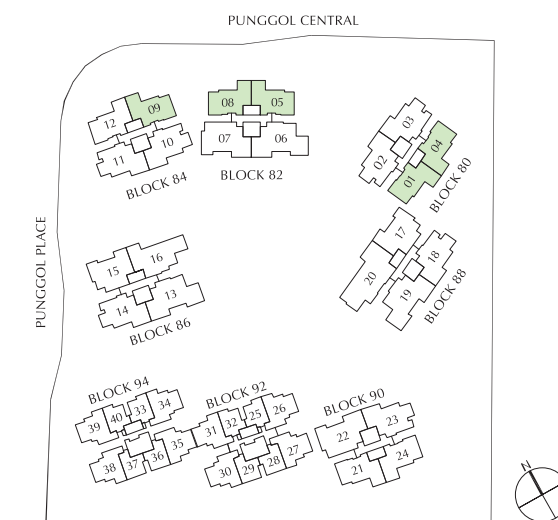 PUNGGOL CENTRAL
PUNGGOL PLACE
12 09
11 10
BLOCK 84
08 05
07 06
BLOCK 82
03
02 04
01
BLOCK 80
15 16
14 13
BLOCK 86
17
20 18
19
BLOCK 88
BLOCK 94
39 40 33 34
38 37 36 35
BLOCK 92
31 32 25 26
30 29 28 27
BLOCK 90
22 23
21 24
N